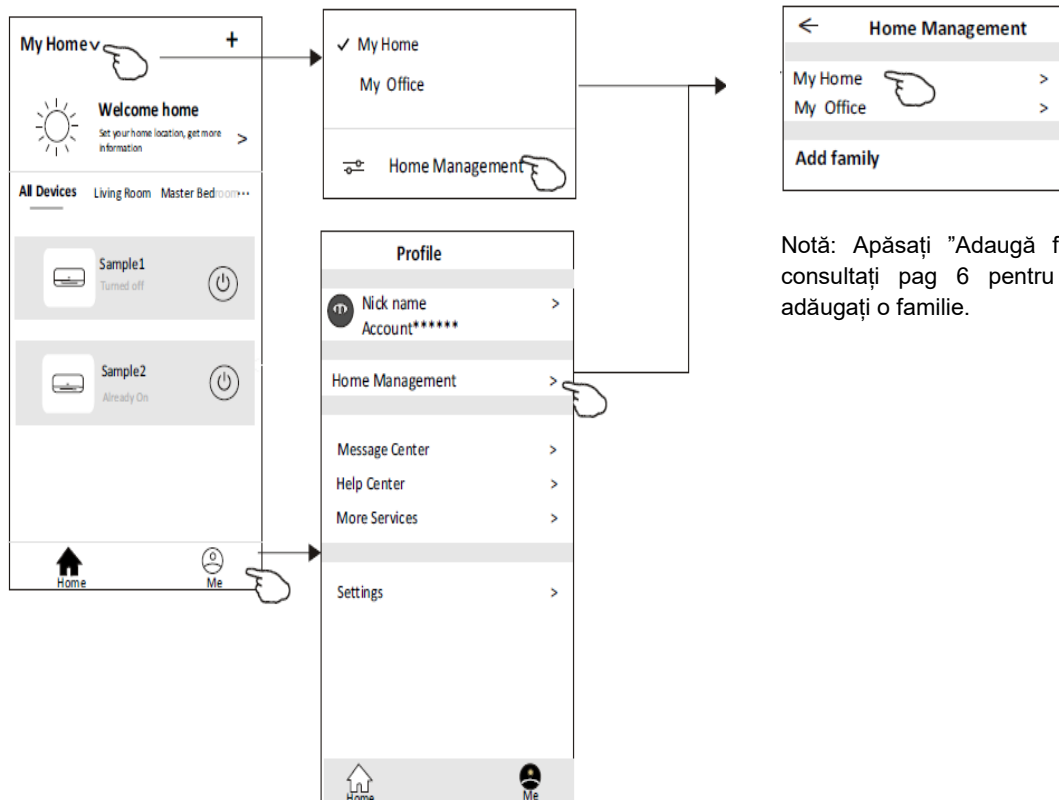 My Home ∨
+
Welcome home
Set your home location, get more
information
>
All Devices Living Room Master Bedroom···
Sample1
Turned off
Sample2
Already On
Home
Me
✓ My Home
My Office
Home Management
Profile
Nick name >
Account******
Home Management >
Message Center >
Help Center >
More Services >
Settings >
Home
Me
← Home Management
My Home >
My Office >
Add family
Notă: Apăsați ”Adaugă f
consultați pag 6 pentru
adăugați o familie.